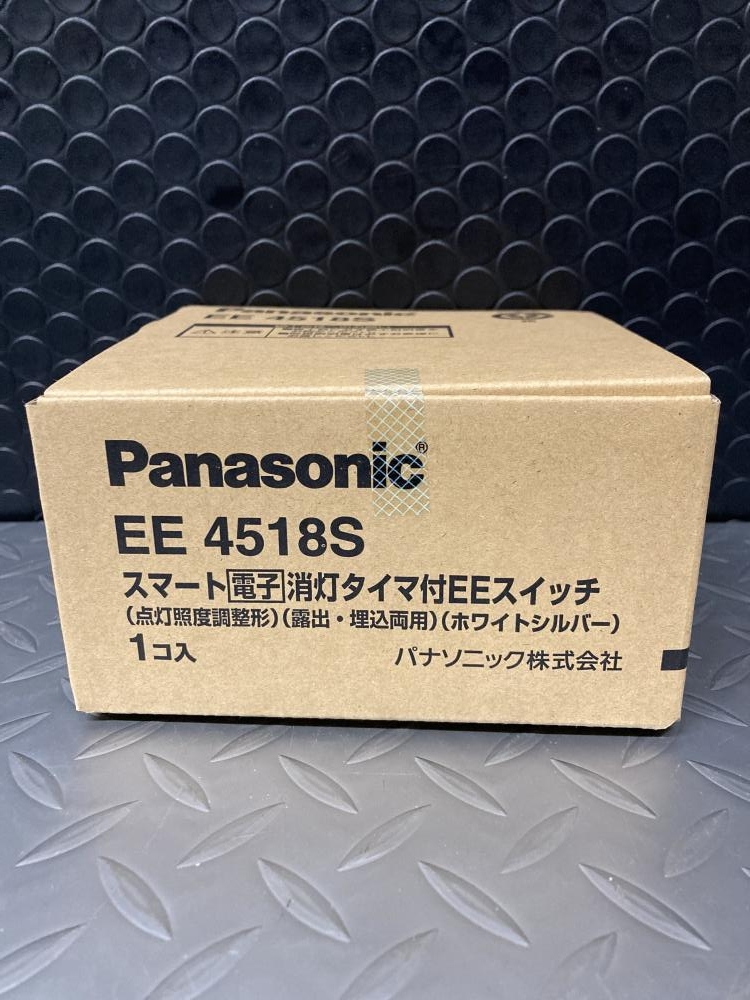 EE 4518S
Panasonic®
EE 4518S
スマート電子消灯タイマ付EEスイッチ
(点灯照度調整形)(露出・埋込両用)(ホワイトシルバー)
1コ入 パナソニック株式会社